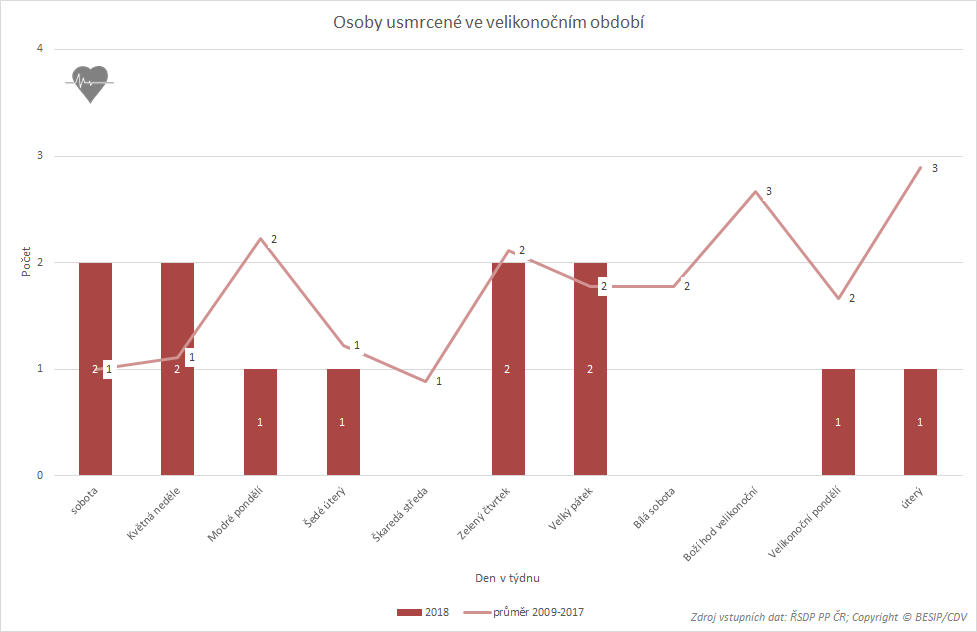 Osoby usmrcené ve velikonočním období
4
3
2
1
0
Počet
2
1
2
1
1
2
1
1
1
2
2
2
2
2
3
1
2
1
3
sobota
Květná neděle
Modré pondělí
Šedé úterý
Škaredá středa
Zelený čtvrtek
Velký pátek
Bílá sobota
Boží hod velikonoční
Velikonoční pondělí
úterý
Den v týdnu
2018
průměr 2009-2017
Zdroj vstupních dat: ŘSDP PP ČR; Copyright © BESIP/CDV